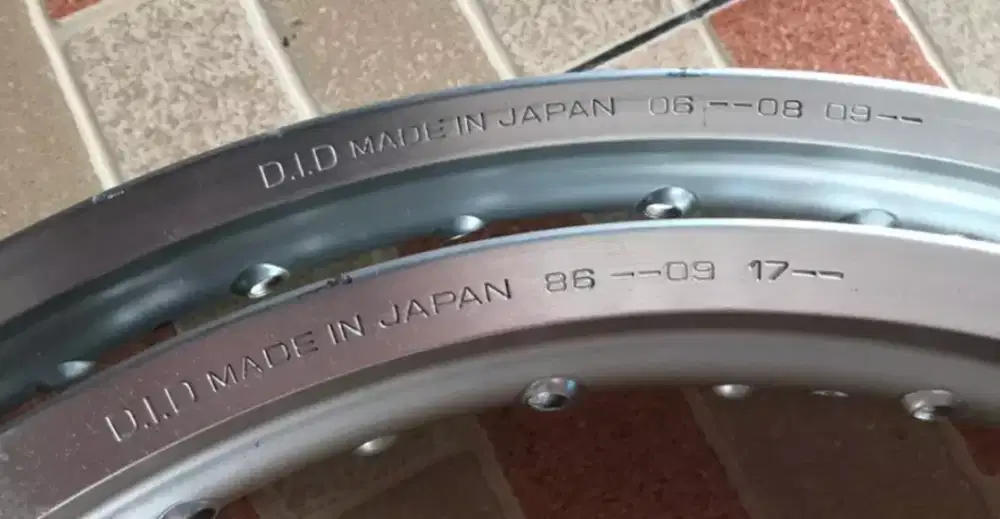 D.I.D MADE IN JAPAN 06 --08 09--
D.I.D MADE IN JAPAN 86 --09 17--